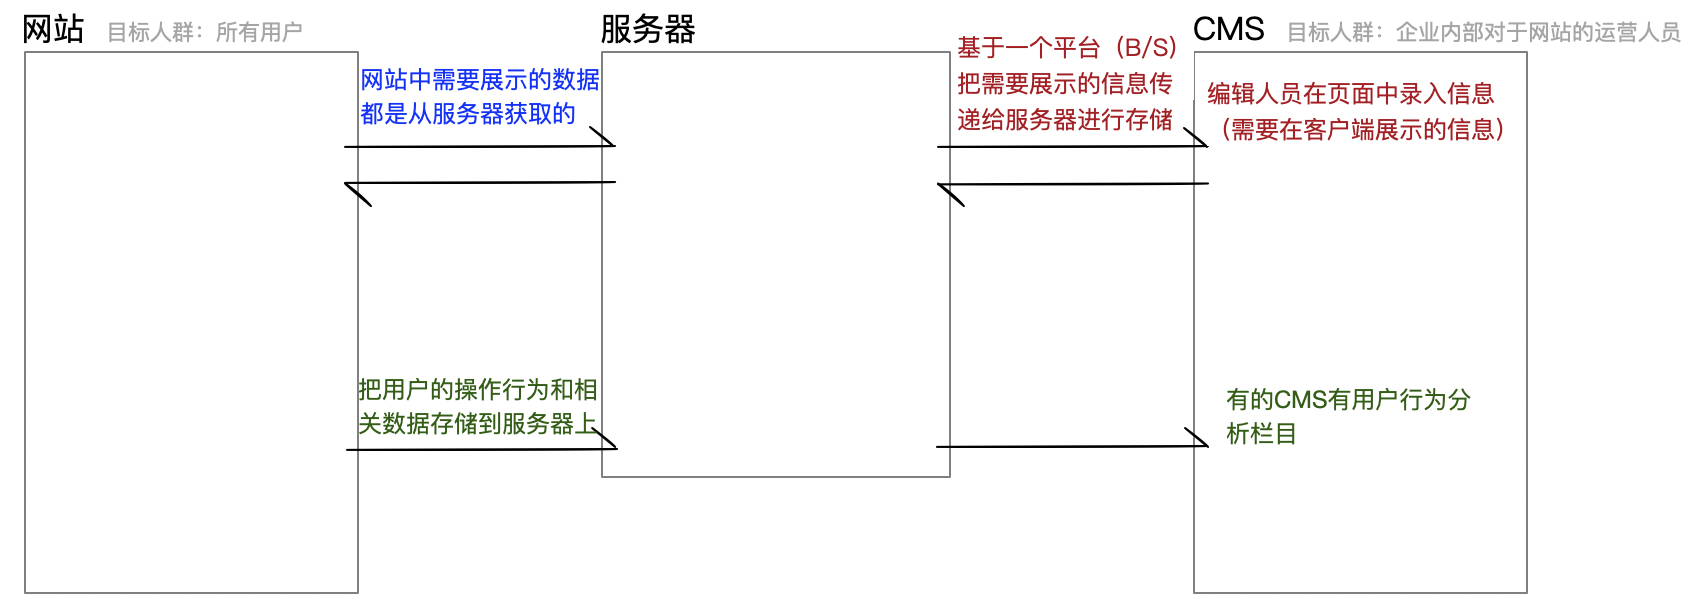 网站 目标人群：所有用户
服务器
CMS 目标人群：企业内部对于网站的运营人员
网站中需要展示的数据
都是从服务器获取的
基于一个平台（B/S）
把需要展示的信息传
递给服务器进行存储
编辑人员在页面中录入信息
（需要在客户端展示的信息）
把用户的操作行为和相
关数据存储到服务器上
有的CMS有用户行为分
析栏目